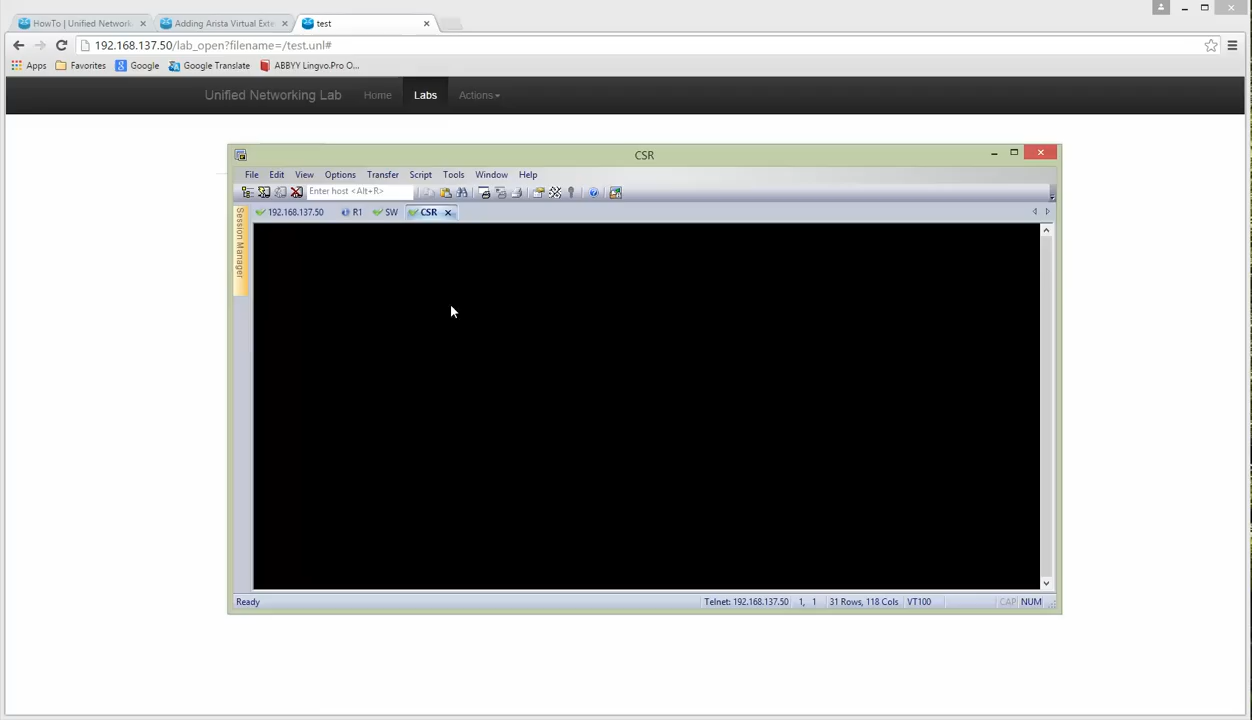 HowTo | Unified Network
Adding Arista Virtual Exte
test
192.168.137.50/lab_open?filename=/test.unl#
Apps Favorites Google Google Translate ABBYY Lingvo.Pro O...
Unified Networking Lab Home Labs Actions
CSR
File Edit View Options Transfer Script Tools Window Help
Enter host <Alt+R>
Session Manager
192.168.137.50 R1 SW CSR
Ready Telnet: 192.168.137.50 1, 1 31 Rows, 118 Cols VT100 CAP NUM